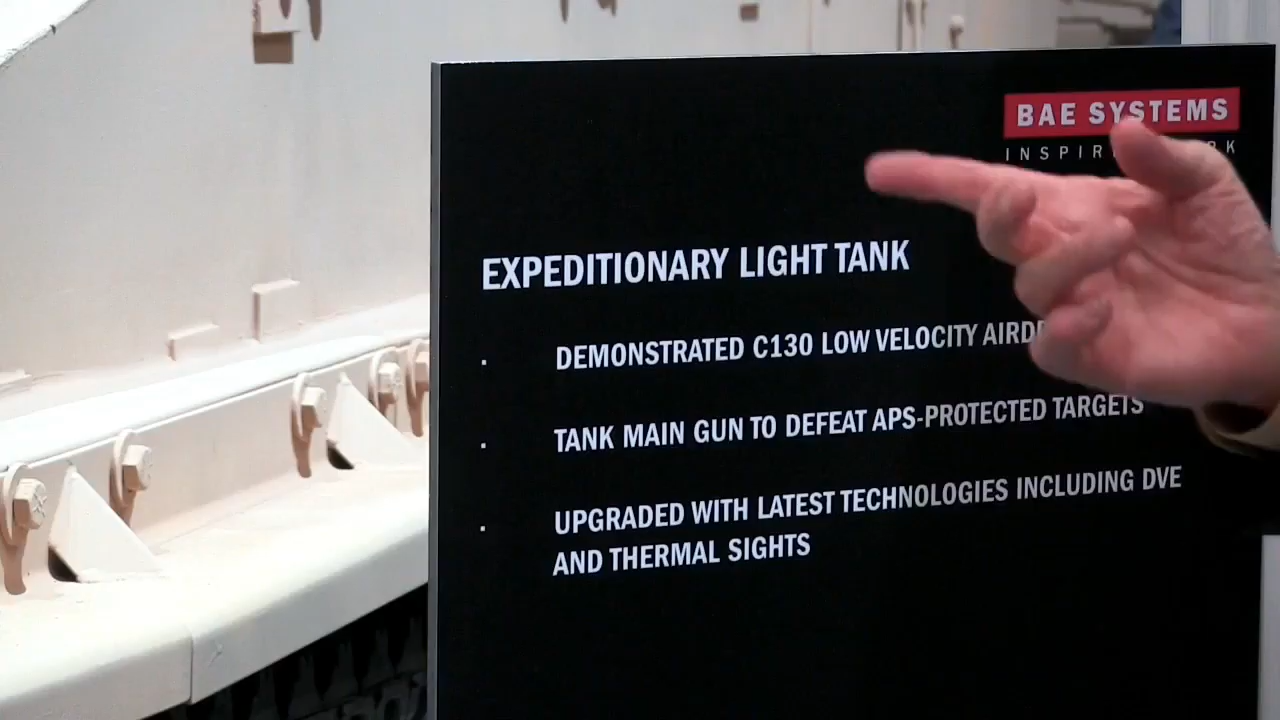 BAE SYSTEMS
EXPEDITIONARY LIGHT TANK
. DEMONSTRATED C130 LOW VELOCITY
. TANK MAIN GUN TO DEFEAT APS-PROTECTED TARGETS
. UPGRADED WITH LATEST TECHNOLOGIES INCLUDING DVE
AND THERMAL SIGHTS